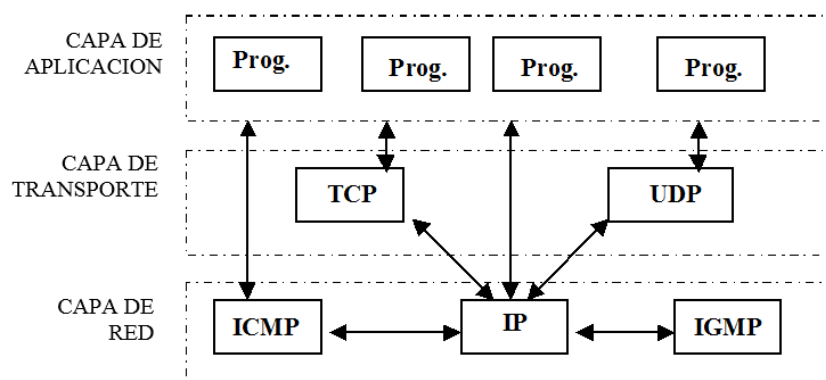 CAPA DE
APLICACION
Prog.
Prog.
Prog.
Prog.
CAPA DE
TRANSPORTE
TCP
UDP
CAPA DE
RED
ICMP
IP
IGMP